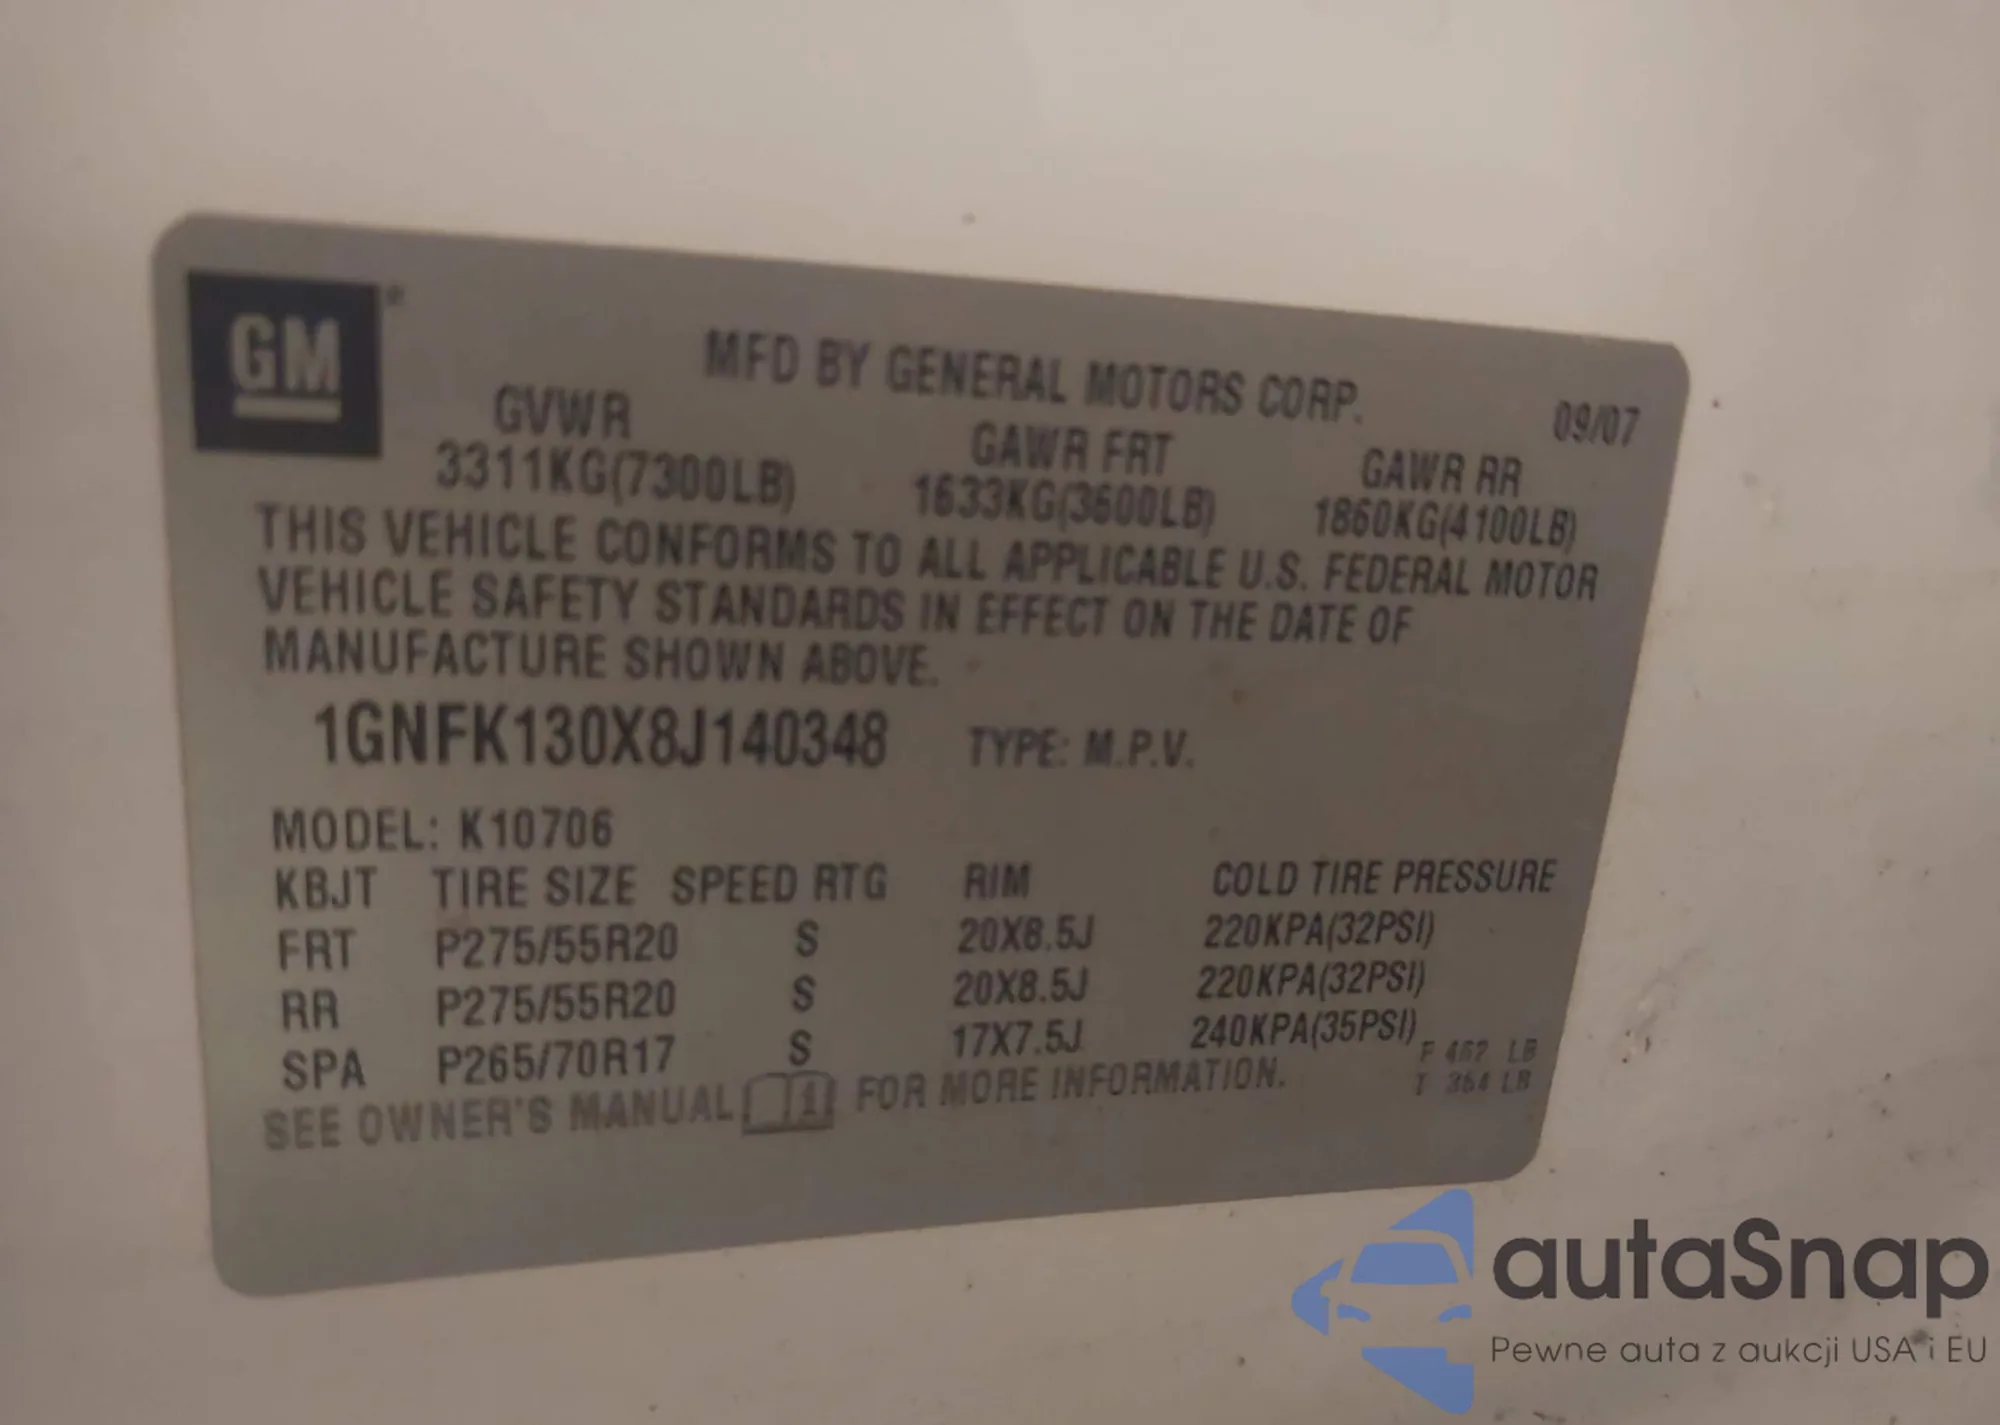 GM
MFD BY GENERAL MOTORS CORP. 09/07
GVWR GAWR FRT GAWR RR
3311KG(7300LB) 1633KG(3600LB) 1860KG(4100LB)
THIS VEHICLE CONFORMS TO ALL APPLICABLE U.S. FEDERAL MOTOR
VEHICLE SAFETY STANDARDS IN EFFECT ON THE DATE OF
MANUFACTURE SHOWN ABOVE.
1GNFK130X8J140348 TYPE: M.P.V.
MODEL: K10706
KBJT TIRE SIZE SPEED RTG RIM COLD TIRE PRESSURE
FRT P275/55R20 S 20X8.5J 220KPA(32PSI)
RR P275/55R20 S 20X8.5J 220KPA(32PSI)
SPA P265/70R17 S 17X7.5J 240KPA(35PSI)
F LB
T LB
SEE OWNER'S MANUAL FOR MORE INFORMATION.
autaSnap
Pewne auta z aukcji USA i EU